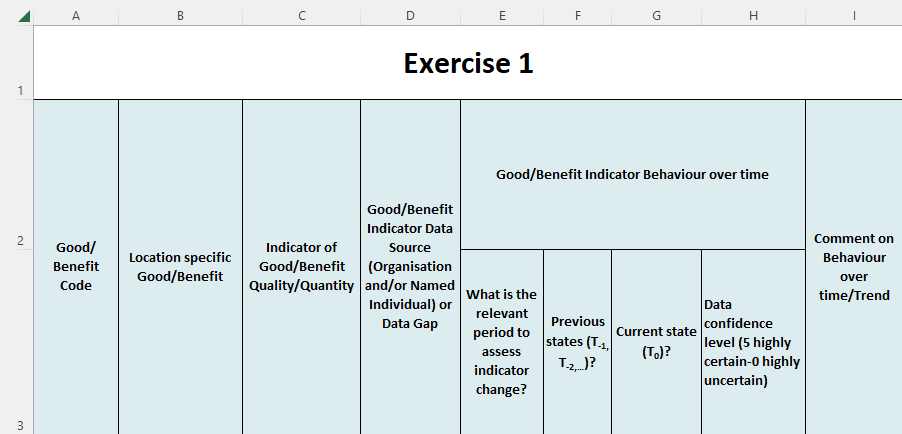 A B C D E F G H I
1
Exercise 1
2
3
Good/
Benefit
Code
Location specific
Good/Benefit
Indicator of
Good/Benefit
Quality/Quantity
Good/Benefit
Indicator Data
Source
(Organisation
and/or Named
Individual) or
Data Gap
Good/Benefit Indicator Behaviour over time
What is the
relevant
period to
assess
indicator
change?
Previous
states (T-1,
T-2,...)?
Current state
(T0)?
Data
confidence
level (5 highly
certain-0 highly
uncertain)
Comment on
Behaviour
over
time/Trend